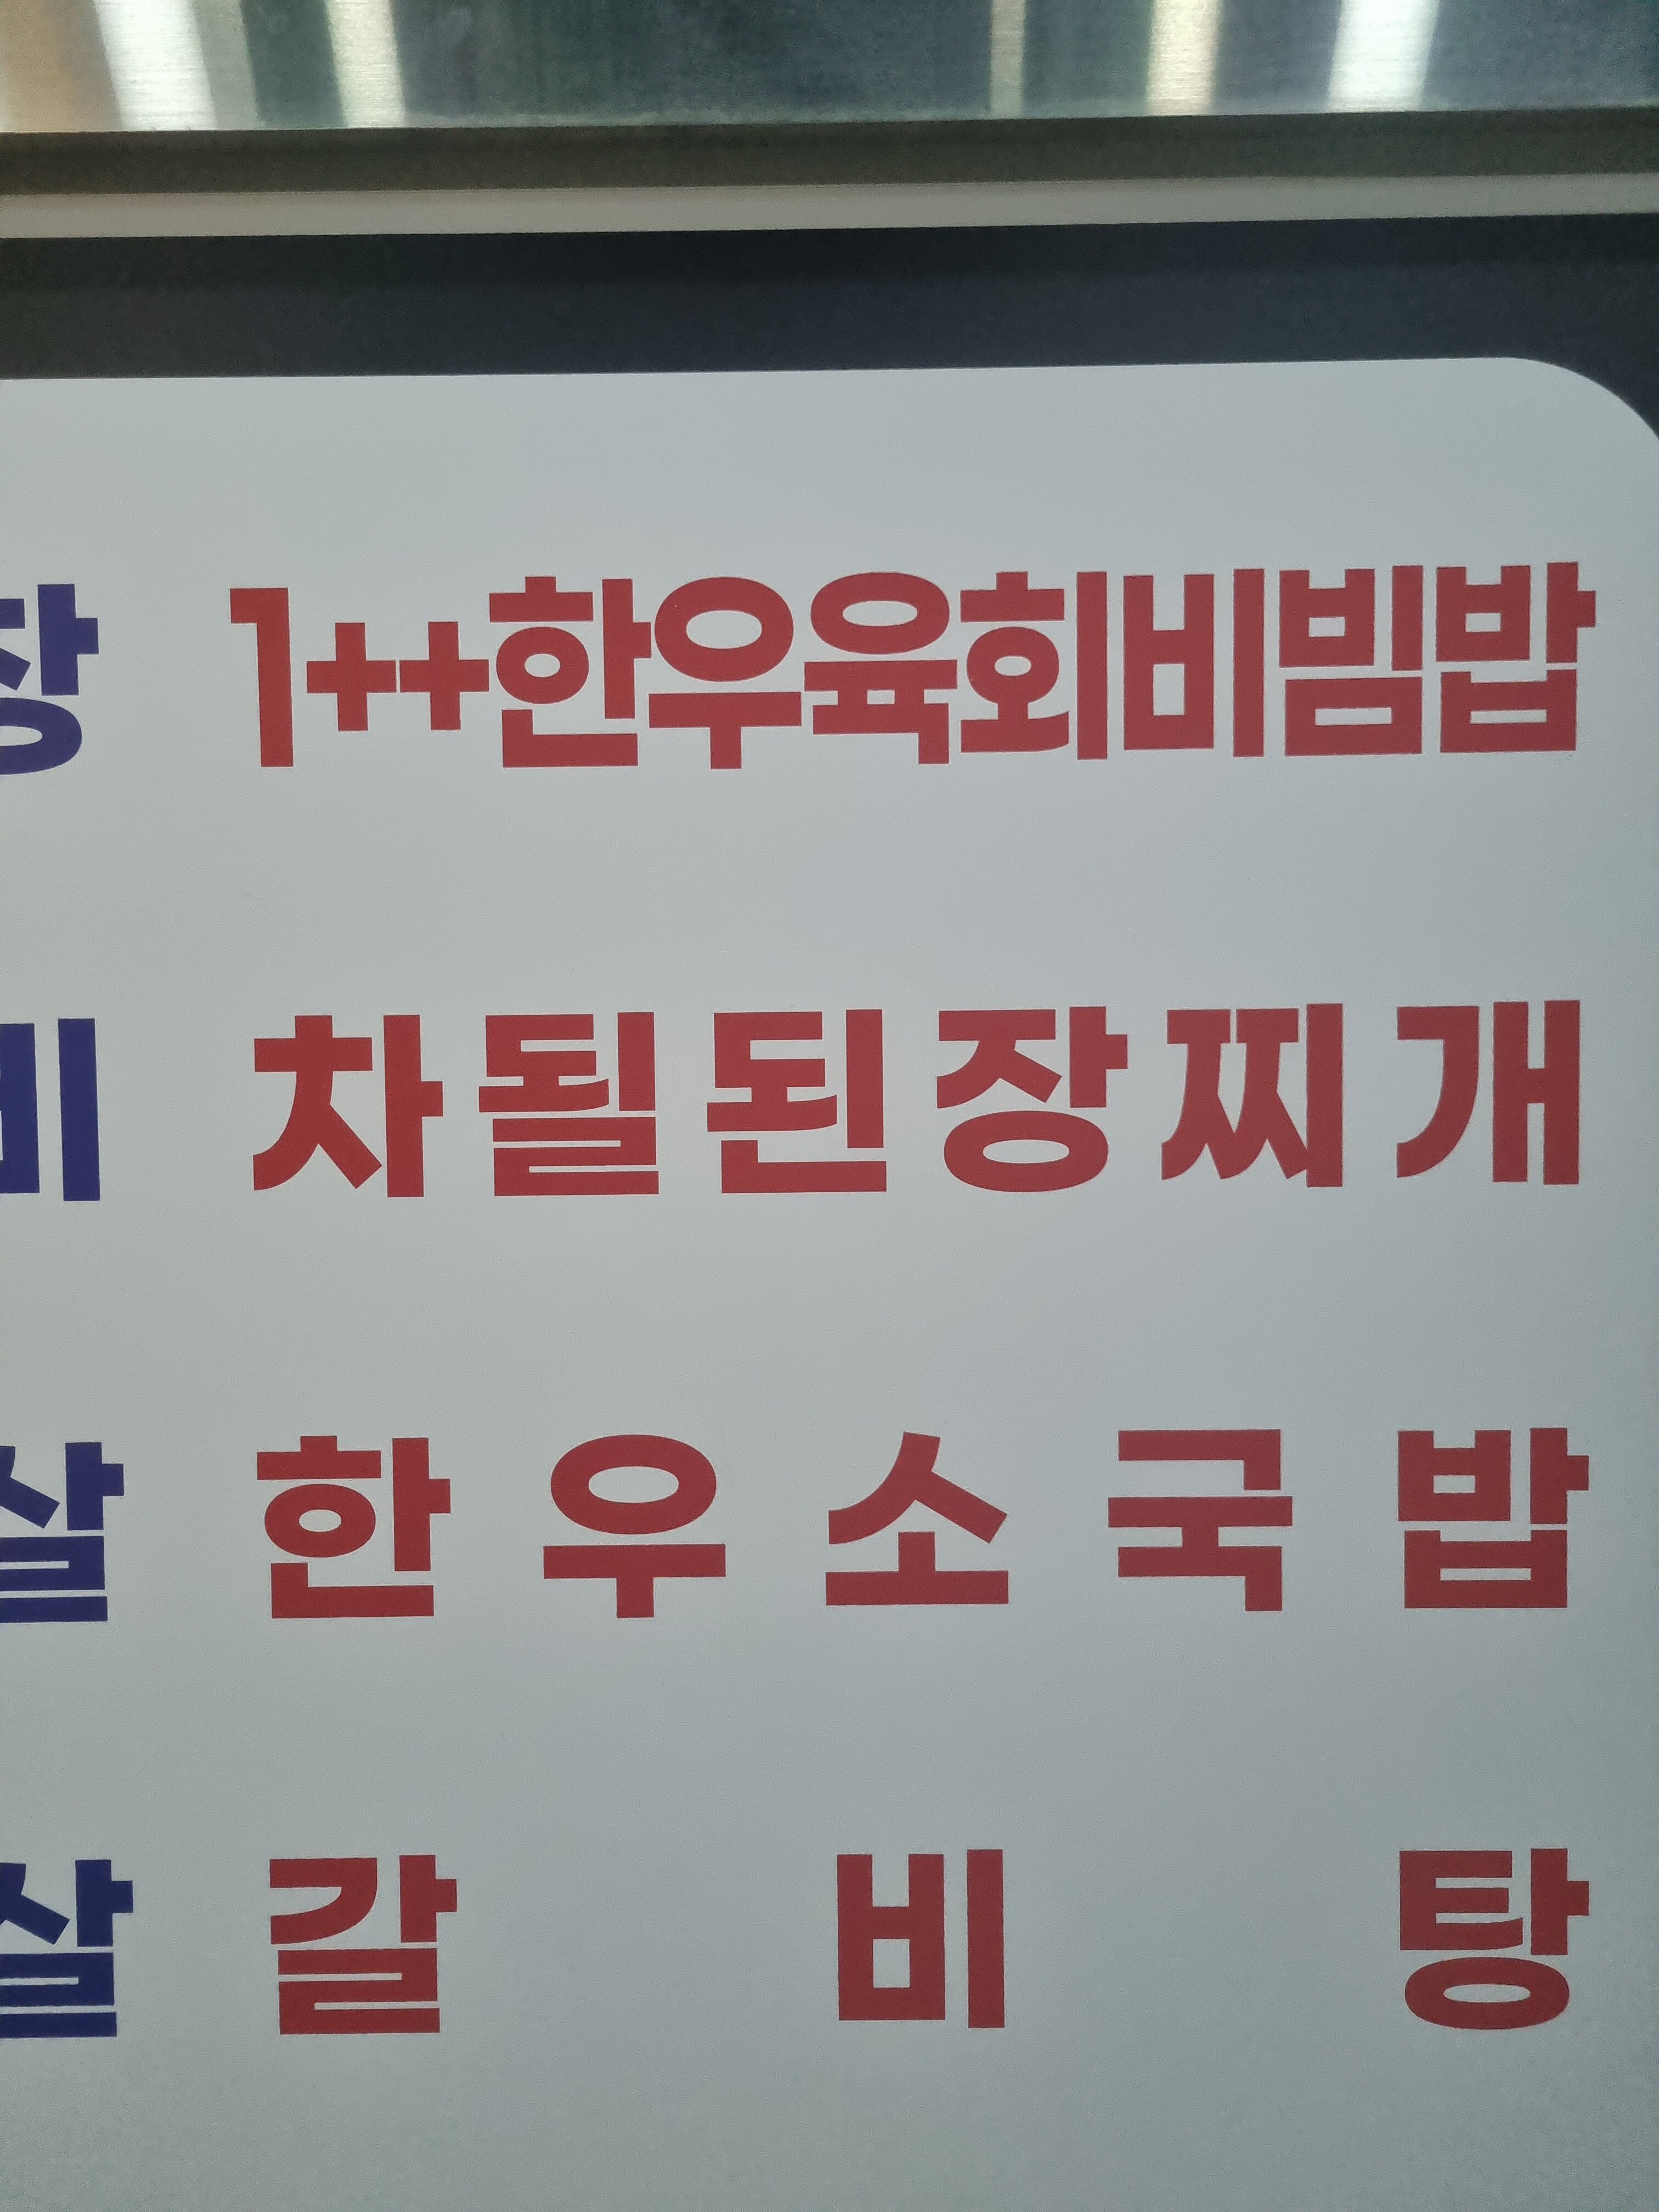 장 1++한우육회비빔밥
비 차될된장찌개
살 한우소국밥
살 갈비탕